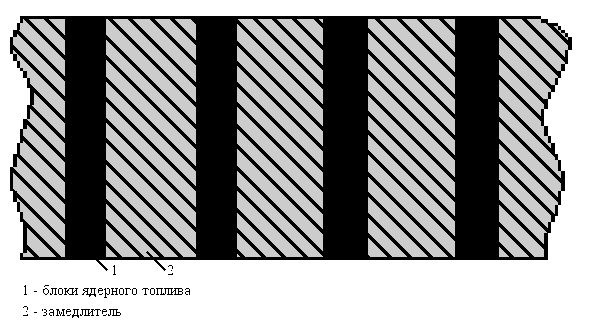 1 2
1 - блоки ядерного топлива
2 - замедлитель